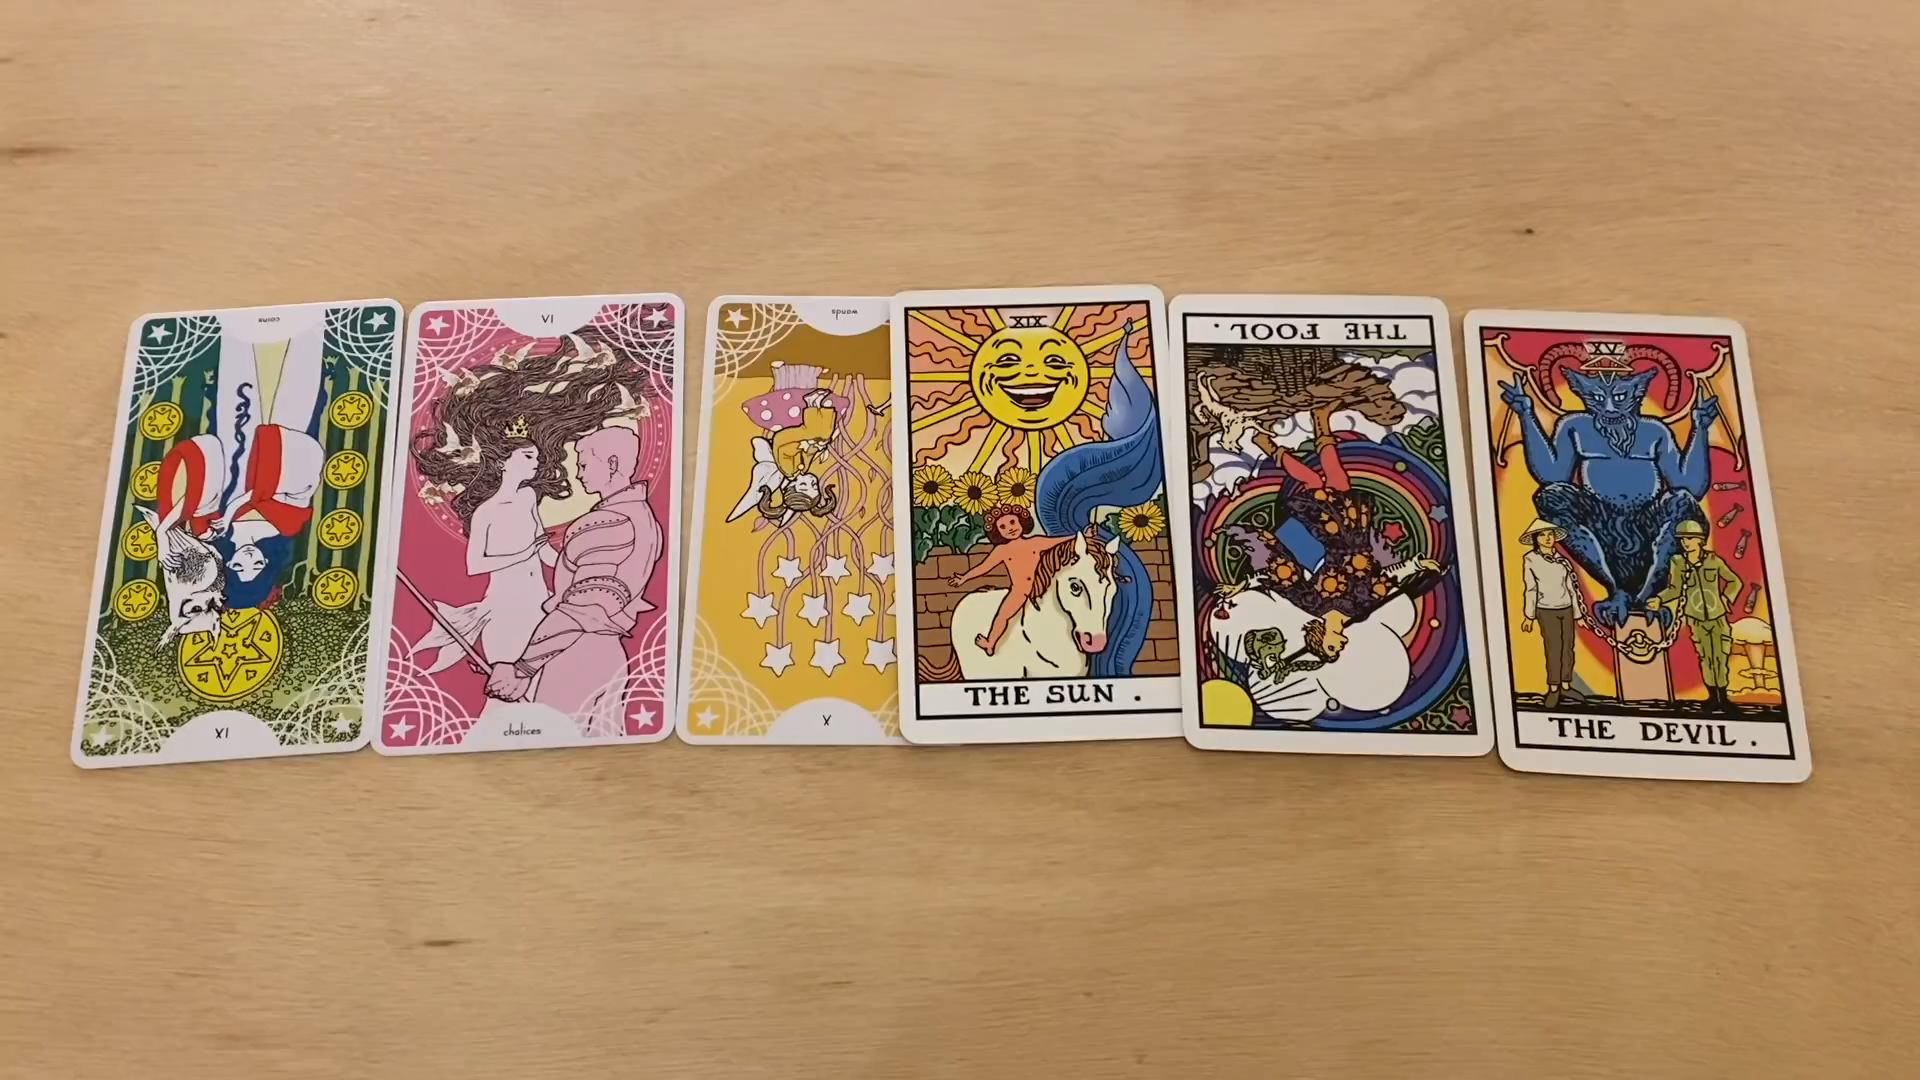 coins
IX
VI
chalices
wands
X
XIX
THE SUN .
THE FOOL .
XV
THE DEVIL .